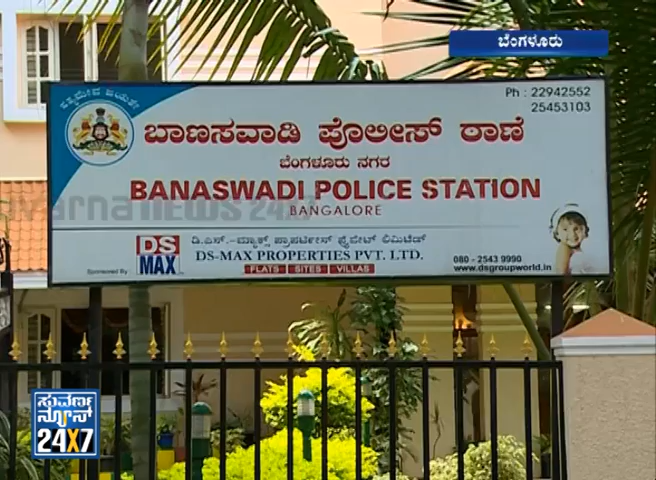 ಬೆಂಗಳೂರು
Ph : 22942552
25453103
ಬಾಣಸವಾಡಿ ಪೊಲೀಸ್ ಠಾಣೆ
ಬೆಂಗಳೂರು ನಗರ
BANASWADI POLICE STATION
BANGALORE
DS
MAX
ಡಿ.ಎಸ್.-ಮ್ಯಾಕ್ಸ್ ಪ್ರಾಪರ್ಟೀಸ್ ಪ್ರೈವೇಟ್ ಲಿಮಿಟೆಡ್
DS-MAX PROPERTIES PVT. LTD.
FLATS SITES VILLAS
Sponsored By
080 - 2543 9990
www.dsgroupworld.in
ಸುವರ್ಣ
ನ್ಯೂಸ್
24X7